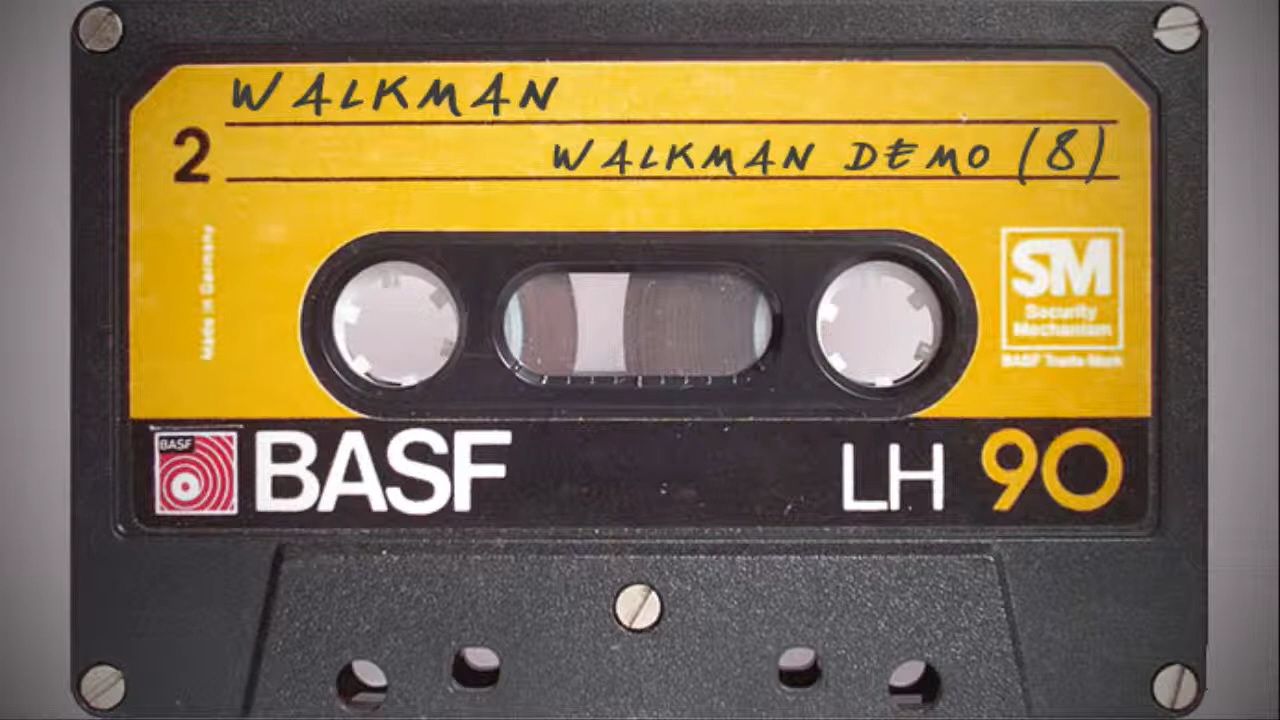 WALKMAN
2
WALKMAN DEMO (8)
Made in Germany
SM
Security
Mechanism
BASF Trade Mark
BASF
BASF
LH 90